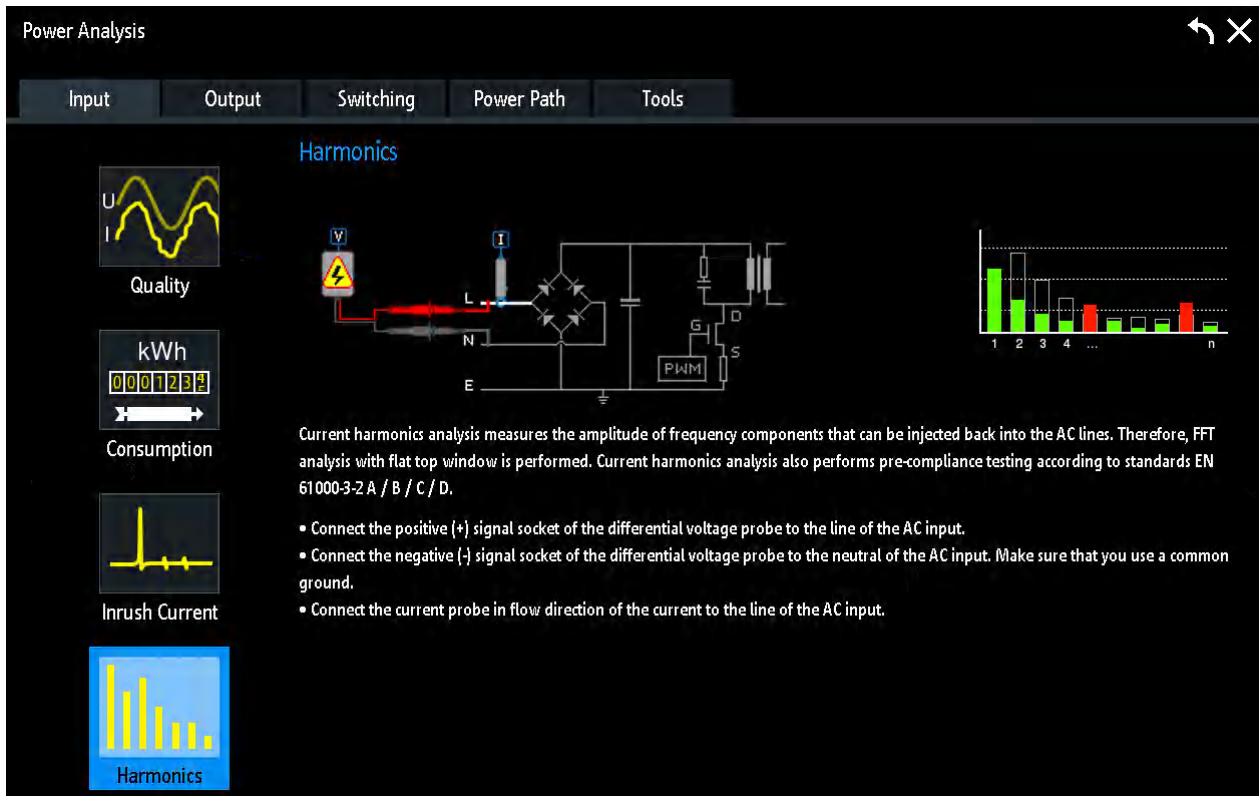 Power Analysis
Input Output Switching Power Path Tools
Harmonics
U
I
Quality
kWh
Consumption
Inrush Current
Harmonics
V
I
L
N
E
G
D
S
PWM
1 2 3 4 ... n
Current harmonics analysis measures the amplitude of frequency components that can be injected back into the AC lines. Therefore, FFT
analysis with flat top window is performed. Current harmonics analysis also performs pre-compliance testing according to standards EN
61000-3-2 A / B / C / D.
• Connect the positive (+) signal socket of the differential voltage probe to the line of the AC input.
• Connect the negative (-) signal socket of the differential voltage probe to the neutral of the AC input. Make sure that you use a common
ground.
• Connect the current probe in flow direction of the current to the line of the AC input.